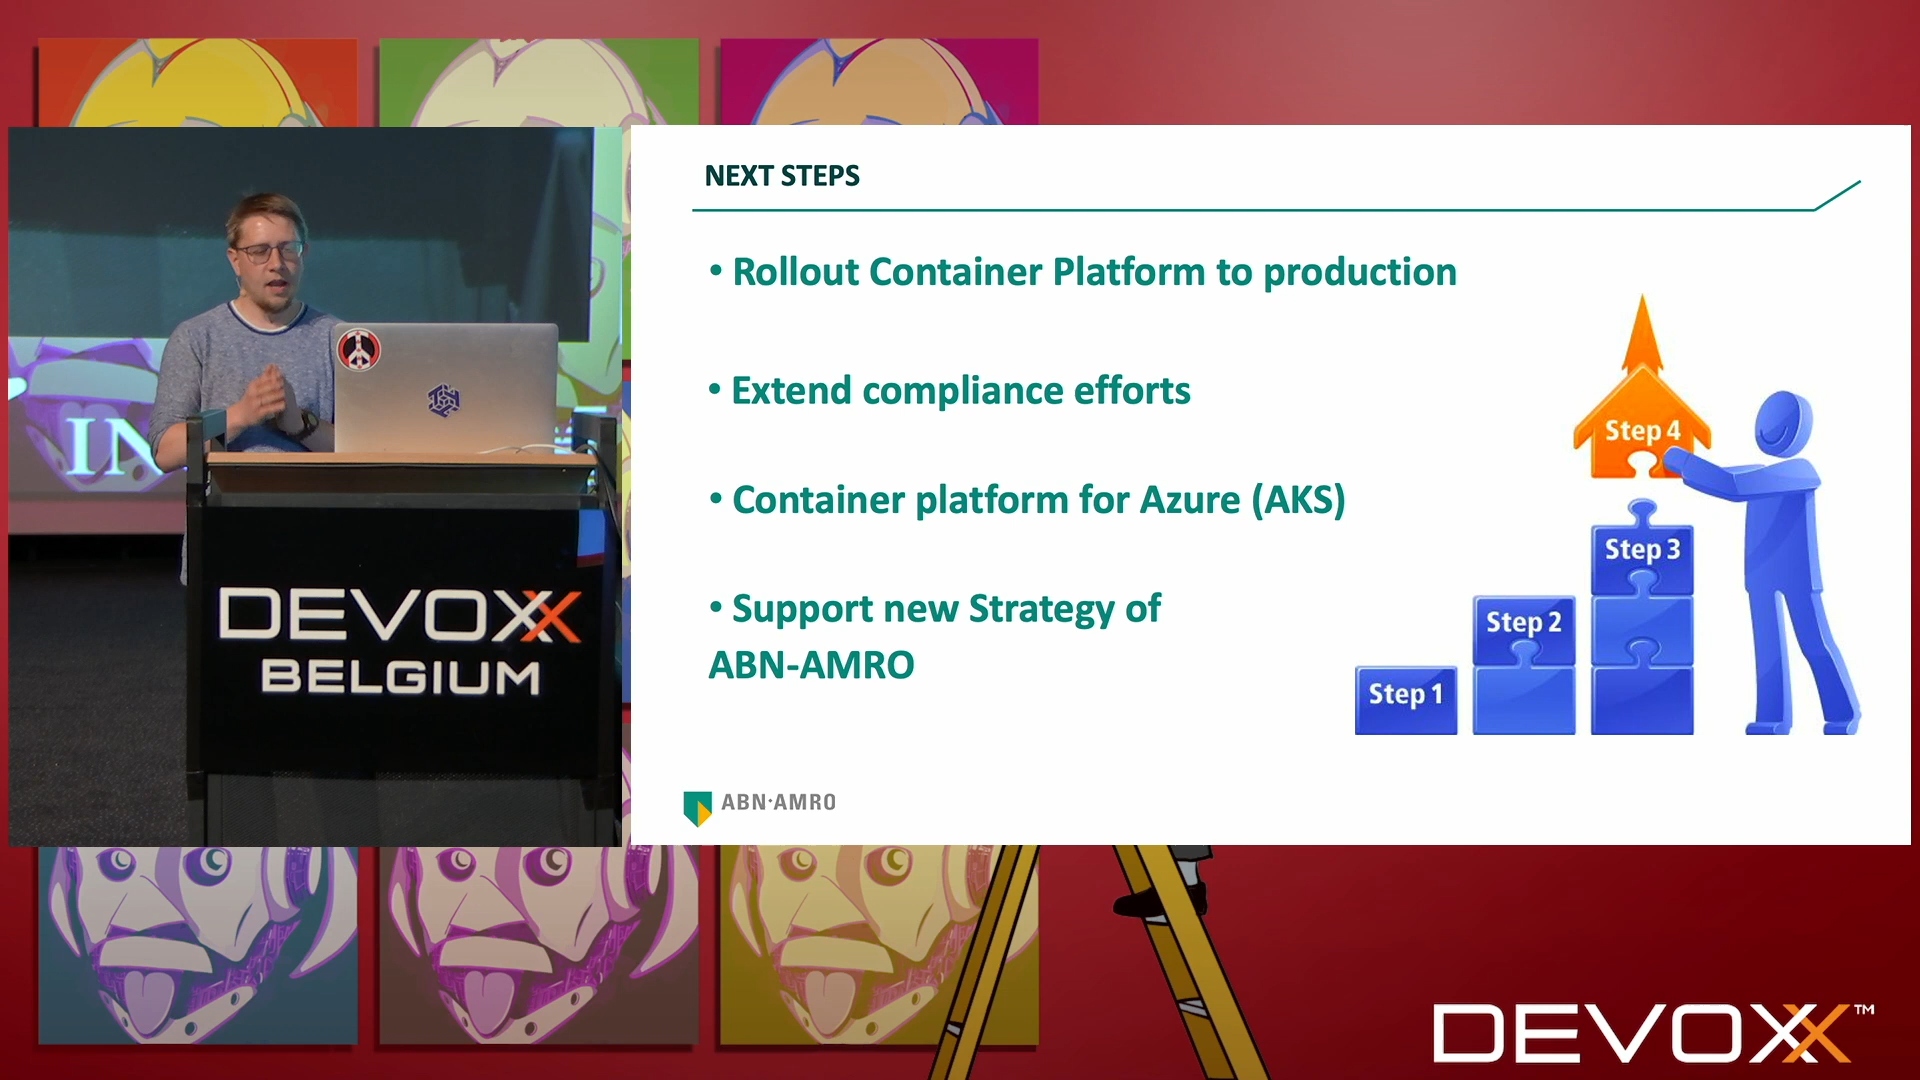 NEXT STEPS
• Rollout Container Platform to production
• Extend compliance efforts
• Container platform for Azure (AKS)
• Support new Strategy of
ABN-AMRO
Step 4
Step 3
Step 2
Step 1
ABN·AMRO
IN
DEVOXX
BELGIUM
DEVOXX™